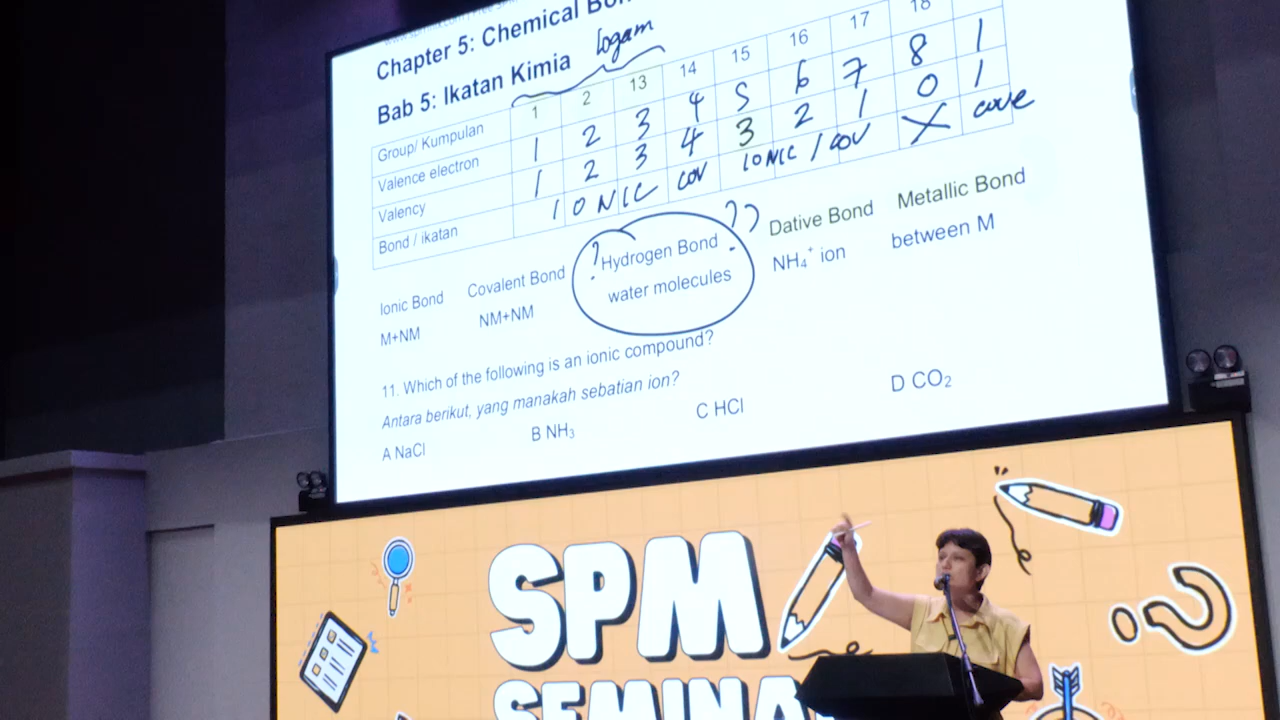 Chapter 5: Chemical Bon
Bab 5: Ikatan Kimia logam
Group/ Kumpulan 1 2 13 14 15 16 17 18
Valence electron 1 2 3 4 5 6 7 8 1
Valency 1 2 3 4 3 2 1 0 1
Bond / ikatan IONIC COV IONIC / COV X
Ionic Bond Covalent Bond ? Hydrogen Bond ?? Dative Bond Metallic Bond
M+NM NM+NM water molecules NH₄⁺ ion between M
11. Which of the following is an ionic compound?
Antara berikut, yang manakah sebatian ion?
A NaCl B NH₃ C HCl D CO₂
SPM
SEMINA